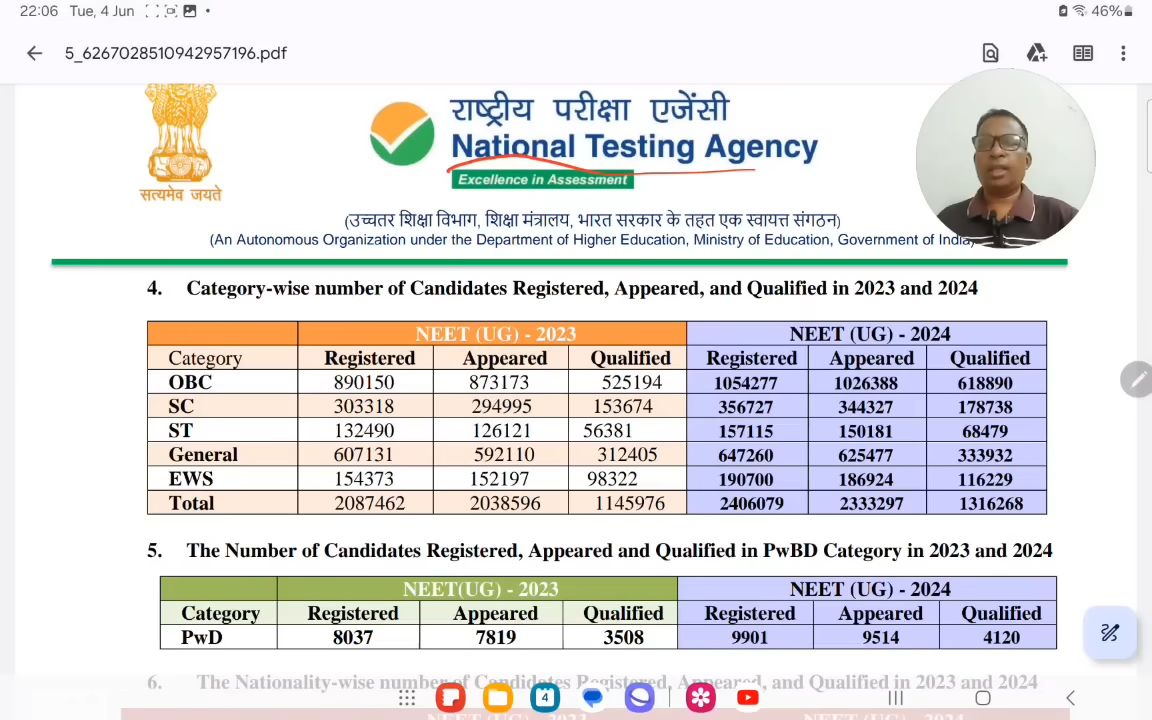 22:06 Tue, 4 Jun 46%
5_6267028510942957196.pdf
राष्ट्रीय परीक्षा एजेंसी
National Testing Agency
Excellence in Assessment
सत्यमेव जयते
(उच्चतर शिक्षा विभाग, शिक्षा मंत्रालय, भारत सरकार के तहत एक स्वायत्त संगठन)
(An Autonomous Organization under the Department of Higher Education, Ministry of Education, Government of India)
4. Category-wise number of Candidates Registered, Appeared, and Qualified in 2023 and 2024
NEET (UG) - 2023 NEET (UG) - 2024
Category Registered Appeared Qualified Registered Appeared Qualified
OBC 890150 873173 525194 1054277 1026388 618890
SC 303318 294995 153674 356727 344327 178738
ST 132490 126121 56381 157115 150181 68479
General 607131 592110 312405 647260 625477 333932
EWS 154373 152197 98322 190700 186924 116229
Total 2087462 2038596 1145976 2406079 2333297 1316268
5. The Number of Candidates Registered, Appeared and Qualified in PwBD Category in 2023 and 2024
NEET(UG) - 2023 NEET (UG) - 2024
Category Registered Appeared Qualified Registered Appeared Qualified
PwD 8037 7819 3508 9901 9514 4120
6. The Nationality-wise number of Candidates Registered, Appeared, and Qualified in 2023 and 2024
4
NEET (UG) - 2023 NEET (UG) - 2024